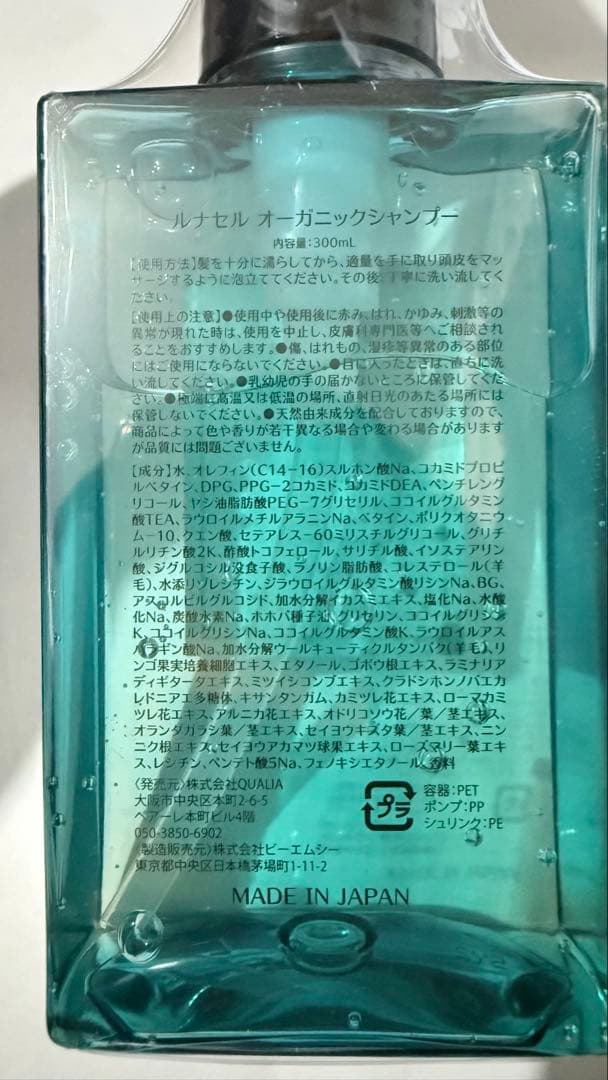 ルナセル オーガニックシャンプー
内容量:300mL
【使用方法】髪を十分に濡らしてから、適量を手に取り頭皮をマッ
サージするように泡立ててください。その後、丁寧に洗い流してく
ださい。
【使用上の注意】●使用中や使用後に赤み、はれ、かゆみ、刺激等の
異常が現れた時は、使用を中止し、皮膚科専門医等へご相談され
ることをおすすめします。●傷、はれもの、湿疹等異常のある部位
にはご使用にならないでください。●目に入ったときは、直ちに洗
い流してください。●乳幼児の手の届かないところに保管してくだ
さい。●極端に高温又は低温の場所、直射日光のあたる場所には
保管しないでください。●天然由来成分を配合しておりますので、
商品によって色や香りが若干異なる場合や変わる場合があります
が品質には問題ございません。
【成分】水、オレフィン(C14-16)スルホン酸Na、コカミドプロピ
ルベタイン、DPG、PPG-2コカミド、コカミドDEA、ペンチレング
リコール、ヤシ油脂肪酸PEG-7グリセリル、ココイルグルタミン
酸TEA、ラウロイルメチルアラニンNa、ベタイン、ポリクオタニウ
ム-10、クエン酸、セテアレス-60ミリスチルグリコール、グリチ
ルリチン酸2K、酢酸トコフェロール、サリチル酸、イソステアリン
酸、ジグルコシル没食子酸、ラノリン脂肪酸、コレステロール(羊
毛)、水添リゾレシチン、ジラウロイルグルタミン酸リシンNa、BG、
アスコルビルグルコシド、加水分解イカスミエキス、塩化Na、水酸
化Na、炭酸水素Na、ホホバ種子油、グリセリン、ココイルグリシン
K、ココイルグリシンNa、ココイルグルタミン酸K、ラウロイルアス
パラギン酸Na、加水分解ウールキューティクルタンパク(羊毛)、リ
ンゴ果実培養細胞エキス、エタノール、ゴボウ根エキス、ラミナリア
ディギタータエキス、ミツイシコンブエキス、クラドシホンノバエカ
レドニアエ多糖体、キサンタンガム、カミツレ花エキス、ローマカミ
ツレ花エキス、アルニカ花エキス、オドリコソウ花/葉/茎エキス、
オランダガラシ葉/茎エキス、セイヨウキズタ葉/茎エキス、ニン
ニク根エキス、セイヨウアカマツ球果エキス、ローズマリー葉エキ
ス、レシチン、ペンテト酸5Na、フェノキシエタノール、香料
〈発売元〉株式会社QUALIA
大阪市中央区本町2-6-5
ベアーレ本町ビル4階
050-3850-6902
〈製造販売元〉株式会社ビーエムシー
東京都中央区日本橋茅場町1-11-2
プラ
容器:PET
ポンプ:PP
シュリンク:PE
MADE IN JAPAN